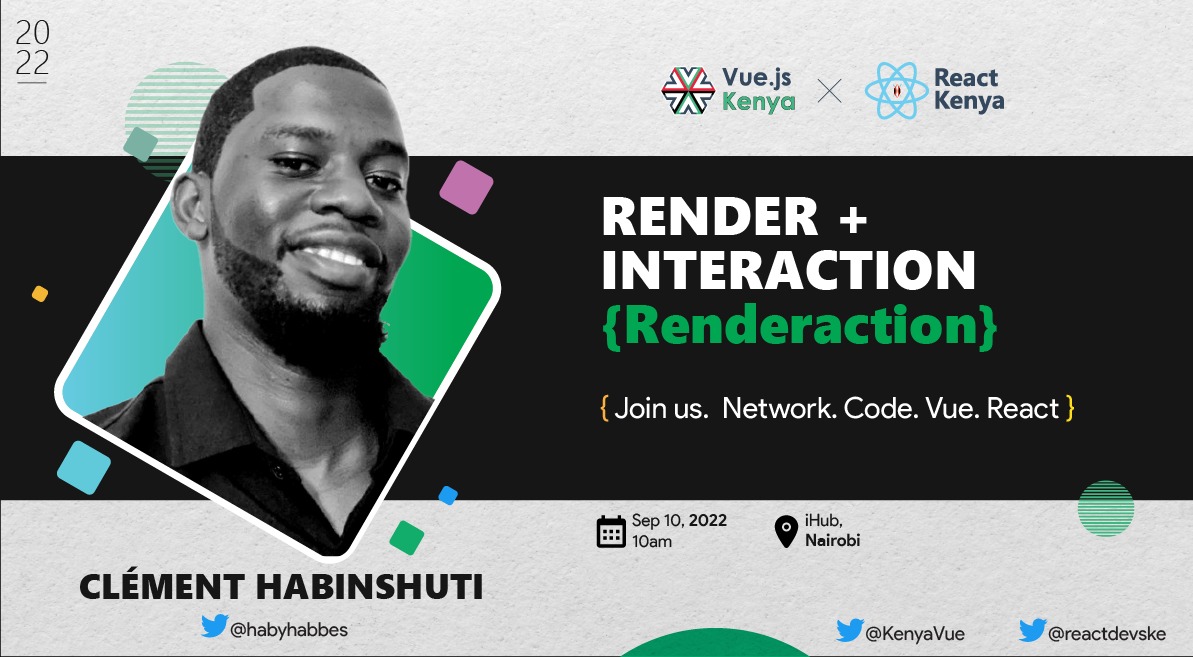 20
22
Vue.js
Kenya
React
Kenya
RENDER +
INTERACTION
{Renderaction}
{ Join us. Network. Code. Vue. React }
Sep 10, 2022
10am
iHub,
Nairobi
CLÉMENT HABINSHUTI
@habyhabbes
@KenyaVue
@reactdevske